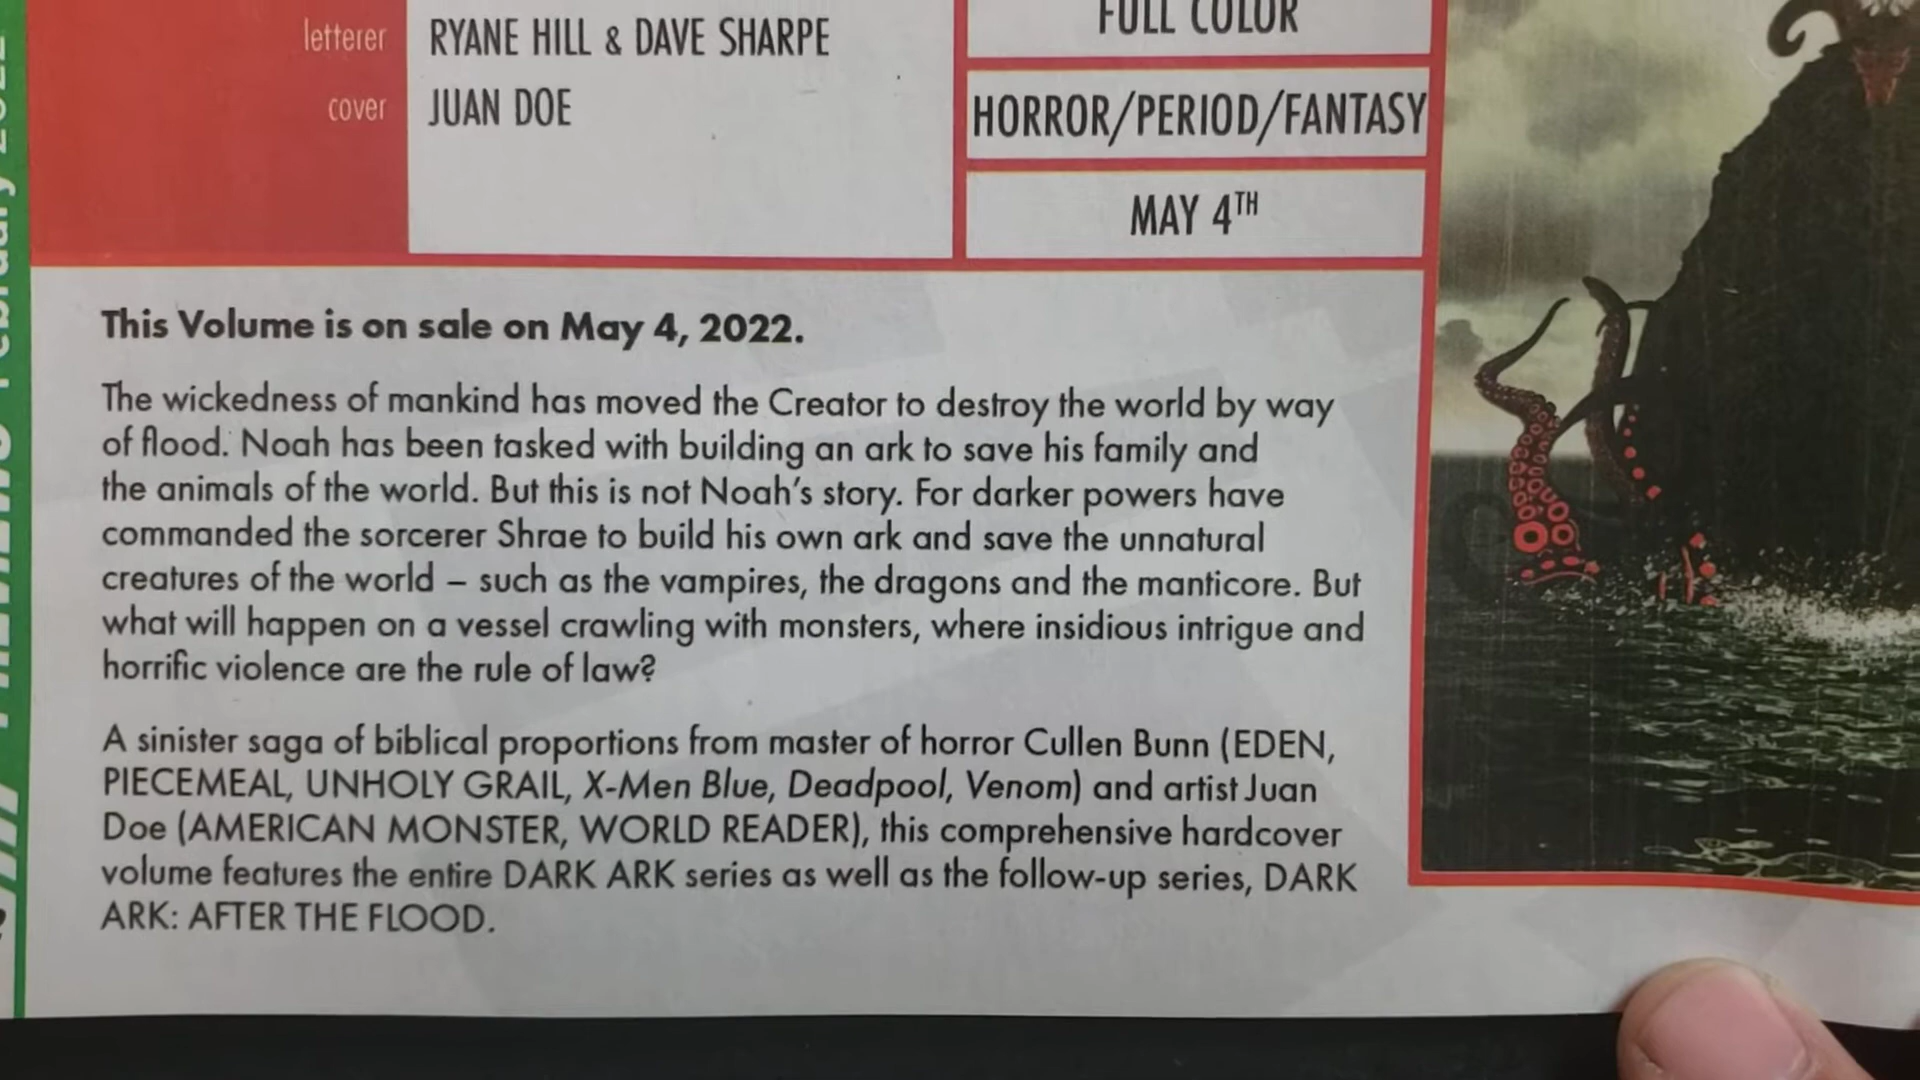 letterer RYANE HILL & DAVE SHARPE
cover JUAN DOE
FULL COLOR
HORROR/PERIOD/FANTASY
MAY 4TH
This Volume is on sale on May 4, 2022.
The wickedness of mankind has moved the Creator to destroy the world by way
of flood. Noah has been tasked with building an ark to save his family and
the animals of the world. But this is not Noah's story. For darker powers have
commanded the sorcerer Shrae to build his own ark and save the unnatural
creatures of the world – such as the vampires, the dragons and the manticore. But
what will happen on a vessel crawling with monsters, where insidious intrigue and
horrific violence are the rule of law?
A sinister saga of biblical proportions from master of horror Cullen Bunn (EDEN,
PIECEMEAL, UNHOLY GRAIL, X-Men Blue, Deadpool, Venom) and artist Juan
Doe (AMERICAN MONSTER, WORLD READER), this comprehensive hardcover
volume features the entire DARK ARK series as well as the follow-up series, DARK
ARK: AFTER THE FLOOD.